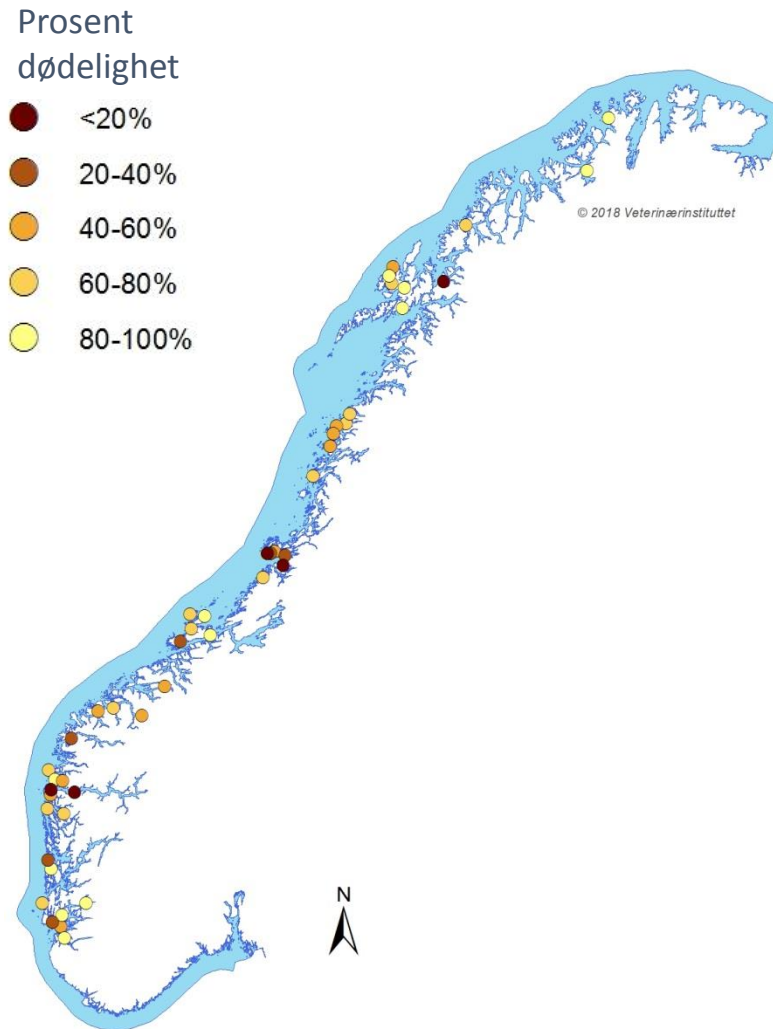 Prosent
dødelighet
<20%
20-40%
40-60%
60-80%
80-100%
© 2018 Veterinærinstituttet
N